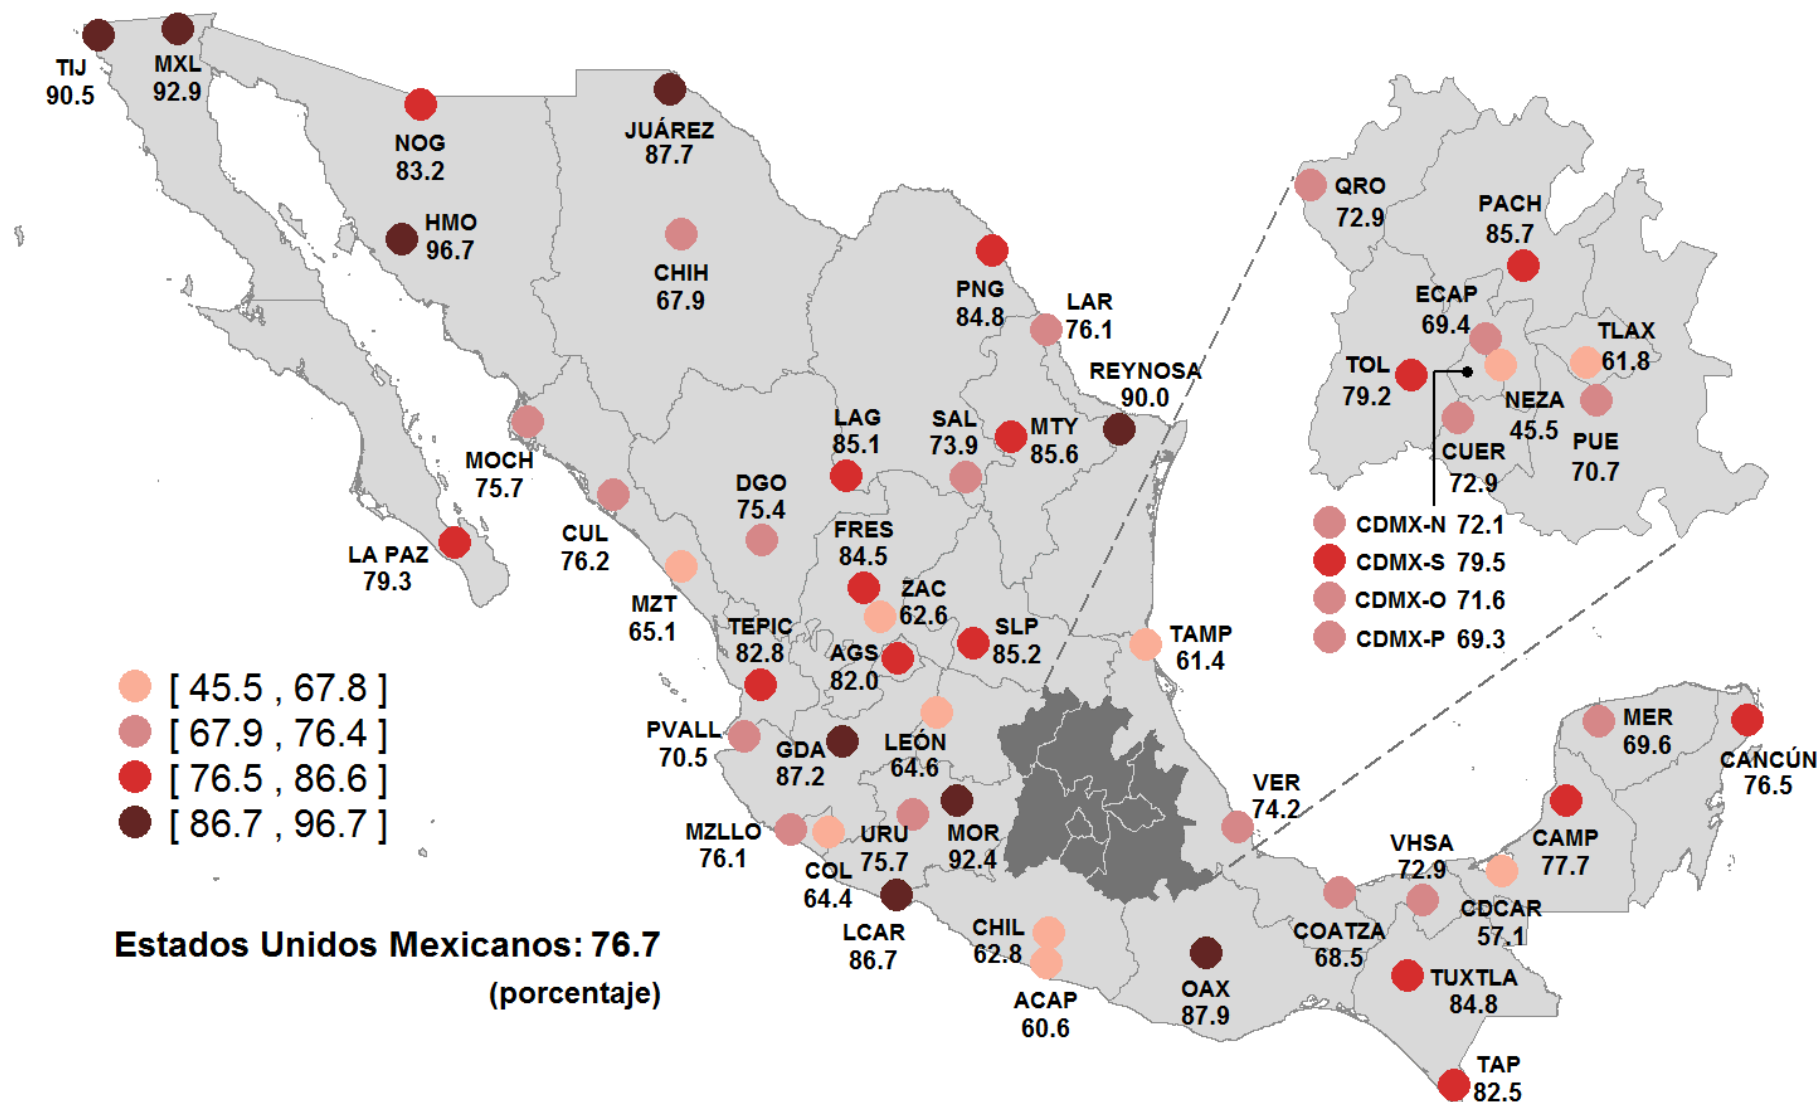 TIJ
90.5
MXL
92.9
NOG
83.2
HMO
96.7
JUÁREZ
87.7
CHIH
67.9
PNG
84.8
LAR
76.1
REYNOSA
90.0
MOCH
75.7
LA PAZ
79.3
CUL
76.2
MZT
65.1
DGO
75.4
LAG
85.1
SAL
73.9
MTY
85.6
FRES
84.5
ZAC
62.6
TEPIC
82.8
AGS
82.0
SLP
85.2
TAMP
61.4
PVALL
70.5
GDA
87.2
LEÓN
64.6
MZLLO
76.1
COL
64.4
URU
75.7
MOR
92.4
LCAR
86.7
CHIL
62.8
ACAP
60.6
OAX
87.9
VER
74.2
COATZA
68.5
VHSA
72.9
CDCAR
57.1
TUXTLA
84.8
TAP
82.5
CAMP
77.7
MER
69.6
CANCÚN
76.5
QRO
72.9
PACH
85.7
ECAP
69.4
TLAX
61.8
TOL
79.2
NEZA
45.5
CUER
72.9
PUE
70.7
CDMX-N 72.1
CDMX-S 79.5
CDMX-O 71.6
CDMX-P 69.3
[ 45.5 , 67.8 ]
[ 67.9 , 76.4 ]
[ 76.5 , 86.6 ]
[ 86.7 , 96.7 ]
Estados Unidos Mexicanos: 76.7
(porcentaje)